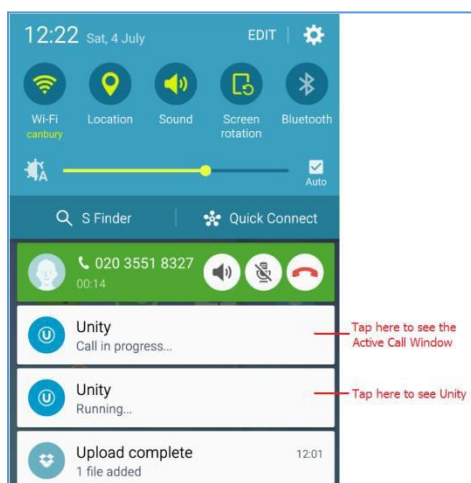 12:22 Sat, 4 July EDIT
Wi-Fi Location Sound Screen rotation Bluetooth
canbury
A Auto
S Finder Quick Connect
020 3551 8327
00:14
Unity
Call in progress...
Tap here to see the
Active Call Window
Unity
Running...
Tap here to see Unity
Upload complete 12:01
1 file added